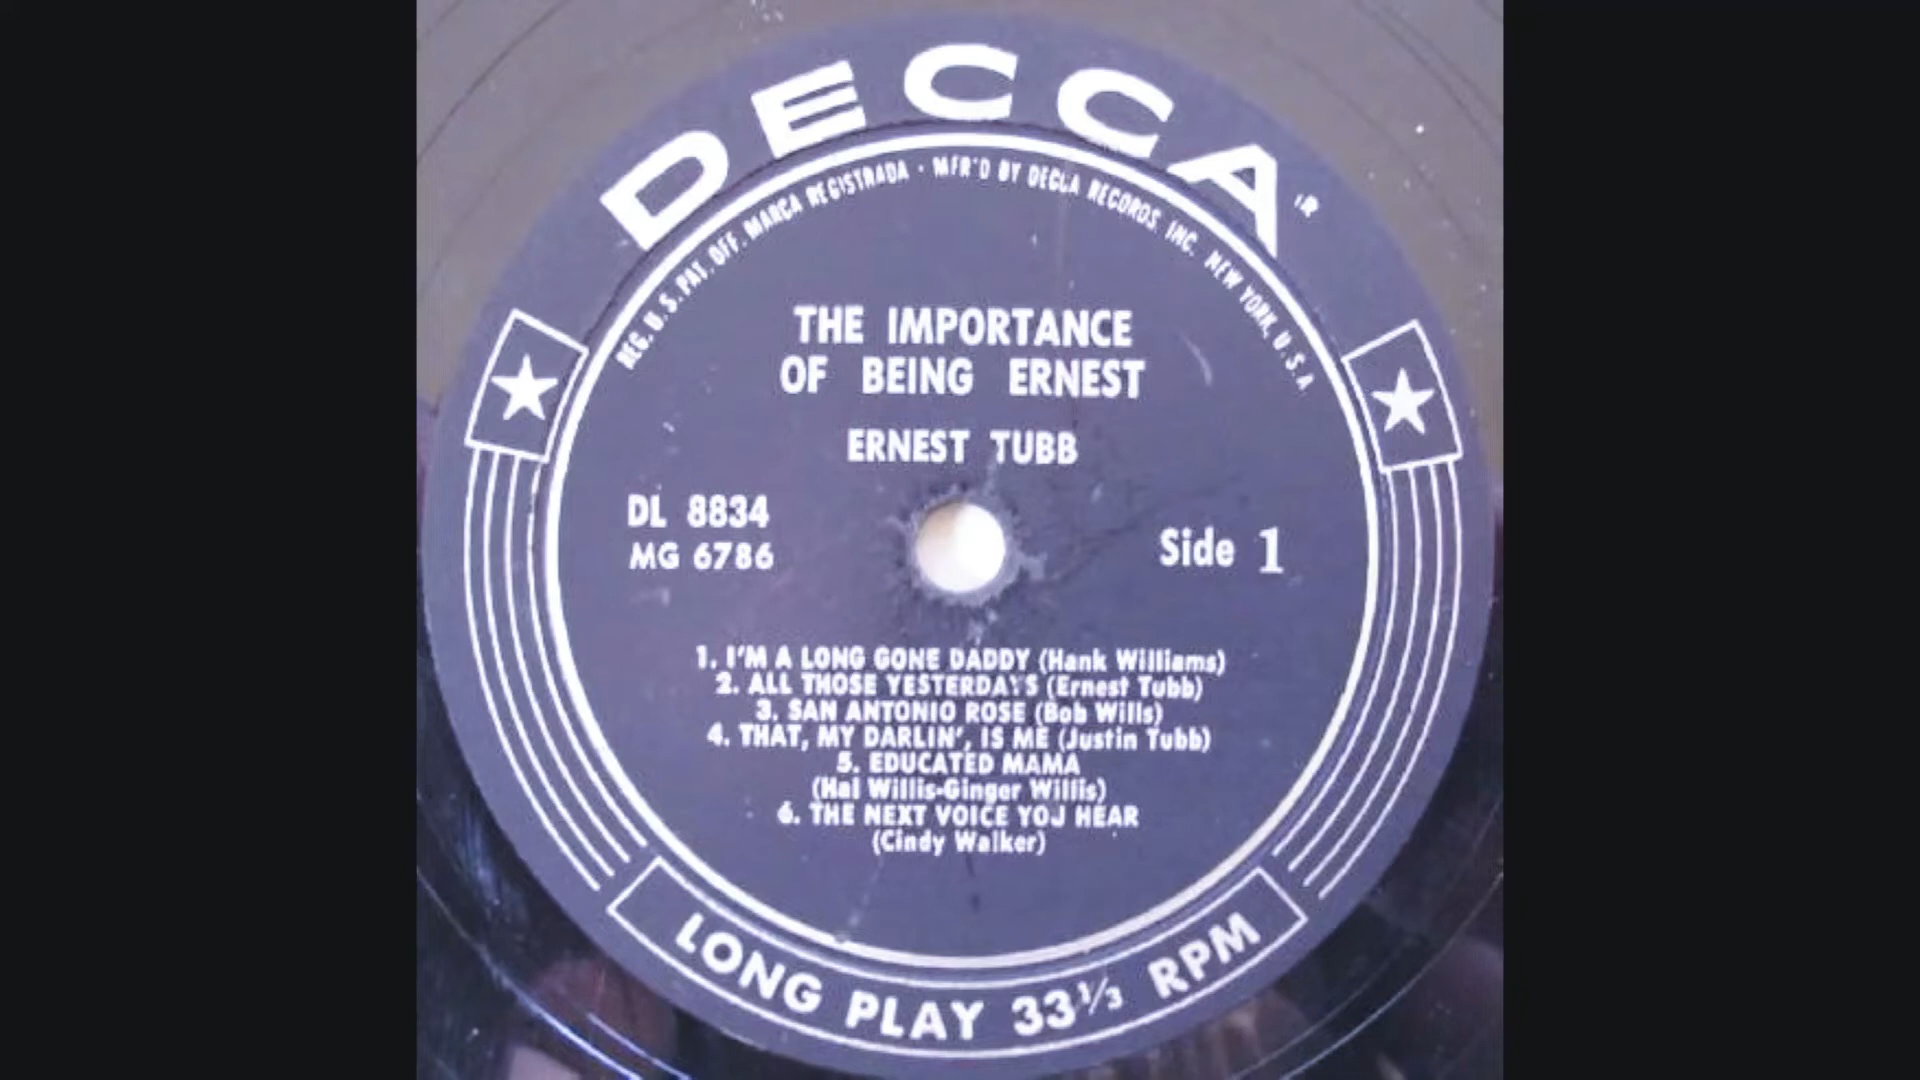 DECCA
®
REG. U.S. PAT. OFF. MARCA REGISTRADA · MFR'D BY DECCA RECORDS, INC. NEW YORK, U.S.A
THE IMPORTANCE
OF BEING ERNEST
ERNEST TUBB
DL 8834
MG 6786
Side 1
1. I'M A LONG GONE DADDY (Hank Williams)
2. ALL THOSE YESTERDAYS (Ernest Tubb)
3. SAN ANTONIO ROSE (Bob Wills)
4. THAT, MY DARLIN', IS ME (Justin Tubb)
5. EDUCATED MAMA
(Hal Willis-Ginger Willis)
6. THE NEXT VOICE YOU HEAR
(Cindy Walker)
LONG PLAY 33⅓ RPM